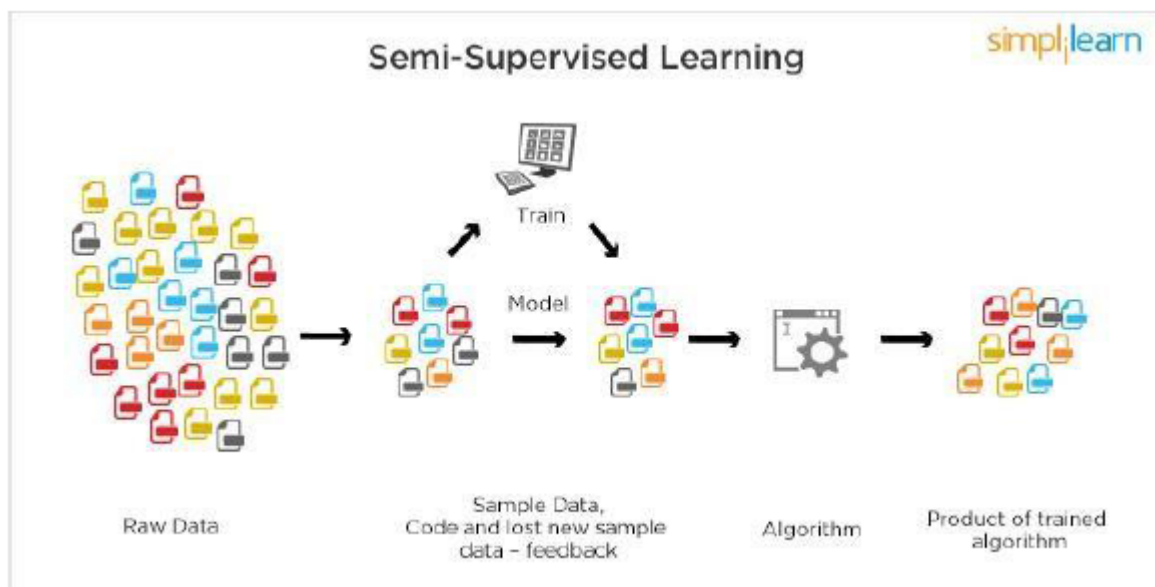 simplilearn
Semi-Supervised Learning
Train
Model
Raw Data
Sample Data,
Code and lost new sample
data – feedback
Algorithm
Product of trained
algorithm